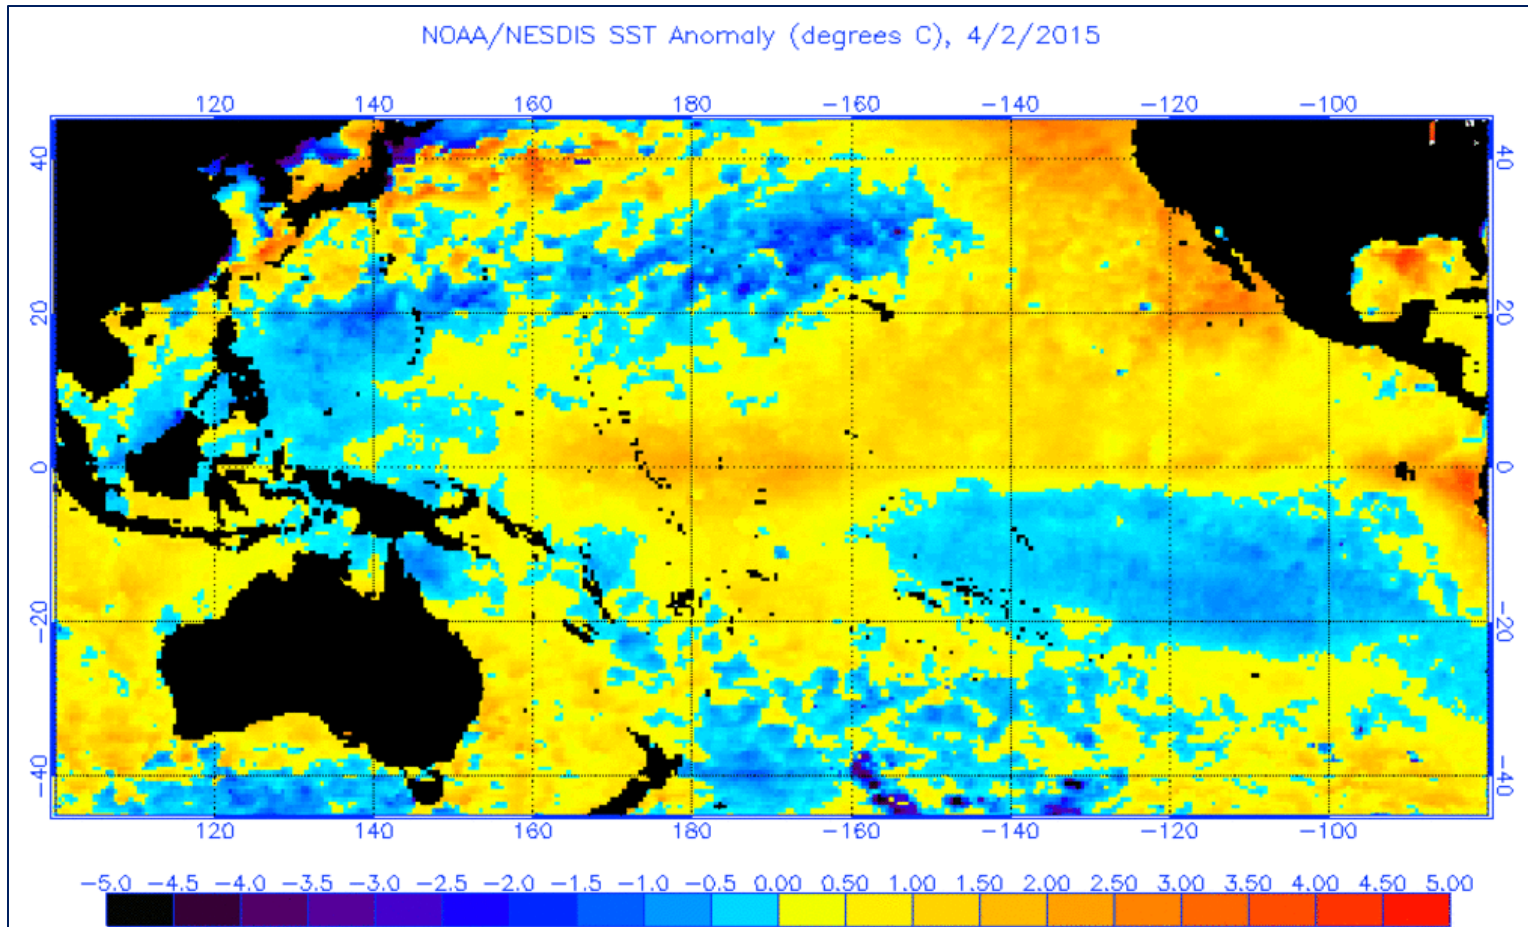 NOAA/NESDIS SST Anomaly (degrees C), 4/2/2015
120 140 160 180 -160 -140 -120 -100
40 40
20 20
0 0
-20 -20
-40 -40
120 140 160 180 -160 -140 -120 -100
-5.0 -4.5 -4.0 -3.5 -3.0 -2.5 -2.0 -1.5 -1.0 -0.5 0.00 0.50 1.00 1.50 2.00 2.50 3.00 3.50 4.00 4.50 5.00